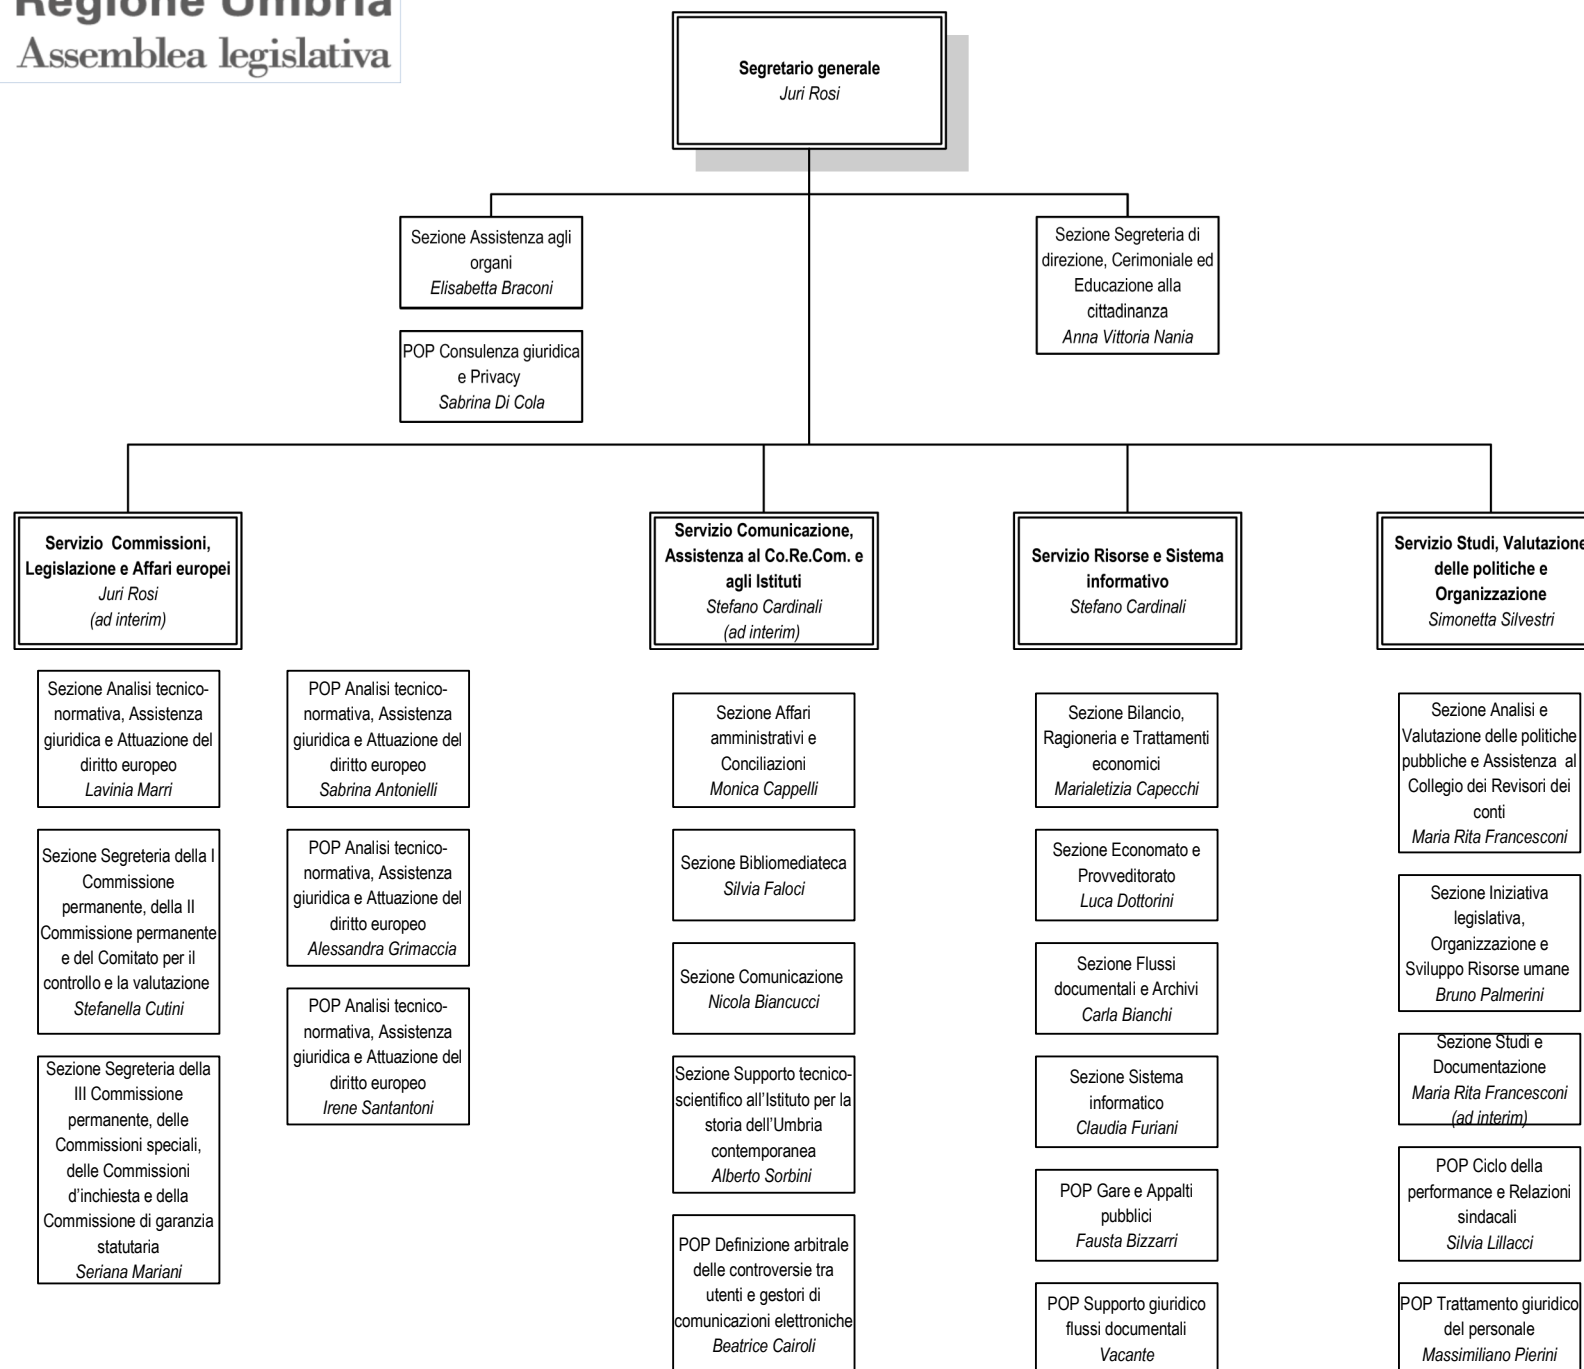 Regione Umbria
Assemblea legislativa
Segretario generale
Juri Rosi
Sezione Assistenza agli
organi
Elisabetta Braconi
POP Consulenza giuridica
e Privacy
Sabrina Di Cola
Sezione Segreteria di
direzione, Cerimoniale ed
Educazione alla
cittadinanza
Anna Vittoria Nania
Servizio Commissioni,
Legislazione e Affari europei
Juri Rosi
(ad interim)
Sezione Analisi tecnico-
normativa, Assistenza
giuridica e Attuazione del
diritto europeo
Lavinia Marri
Sezione Segreteria della I
Commissione
permanente, della II
Commissione permanente
e del Comitato per il
controllo e la valutazione
Stefanella Cutini
Sezione Segreteria della
III Commissione
permanente, delle
Commissioni speciali,
delle Commissioni
d'inchiesta e della
Commissione di garanzia
statutaria
Seriana Mariani
POP Analisi tecnico-
normativa, Assistenza
giuridica e Attuazione del
diritto europeo
Sabrina Antonielli
POP Analisi tecnico-
normativa, Assistenza
giuridica e Attuazione del
diritto europeo
Alessandra Grimaccia
POP Analisi tecnico-
normativa, Assistenza
giuridica e Attuazione del
diritto europeo
Irene Santantoni
Servizio Comunicazione,
Assistenza al Co.Re.Com. e
agli Istituti
Stefano Cardinali
(ad interim)
Sezione Affari
amministrativi e
Conciliazioni
Monica Cappelli
Sezione Bibliomediateca
Silvia Faloci
Sezione Comunicazione
Nicola Biancucci
Sezione Supporto tecnico-
scientifico all'Istituto per la
storia dell'Umbria
contemporanea
Alberto Sorbini
POP Definizione arbitrale
delle controversie tra
utenti e gestori di
comunicazioni elettroniche
Beatrice Cairoli
Servizio Risorse e Sistema
informativo
Stefano Cardinali
Sezione Bilancio,
Ragioneria e Trattamenti
economici
Marialetizia Capecchi
Sezione Economato e
Provveditorato
Luca Dottorini
Sezione Flussi
documentali e Archivi
Carla Bianchi
Sezione Sistema
informatico
Claudia Furiani
POP Gare e Appalti
pubblici
Fausta Bizzarri
POP Supporto giuridico
flussi documentali
Vacante
Servizio Studi, Valutazione
delle politiche e
Organizzazione
Simonetta Silvestri
Sezione Analisi e
Valutazione delle politiche
pubbliche e Assistenza al
Collegio dei Revisori dei
conti
Maria Rita Francesconi
Sezione Iniziativa
legislativa,
Organizzazione e
Sviluppo Risorse umane
Bruno Palmerini
Sezione Studi e
Documentazione
Maria Rita Francesconi
(ad interim)
POP Ciclo della
performance e Relazioni
sindacali
Silvia Lillacci
POP Trattamento giuridico
del personale
Massimiliano Pierini